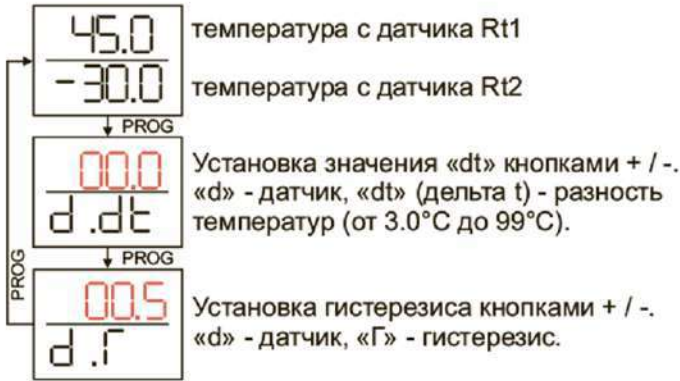 45.0
температура с датчика Rt1
-30.0
температура с датчика Rt2
PROG
00.0
Установка значения «dt» кнопками + / -.
«d» - датчик, «dt» (дельта t) - разность
d .dt
температур (от 3.0°C до 99°C).
PROG
PROG
00.5
Установка гистерезиса кнопками + / -.
d .Г
«d» - датчик, «Г» - гистерезис.